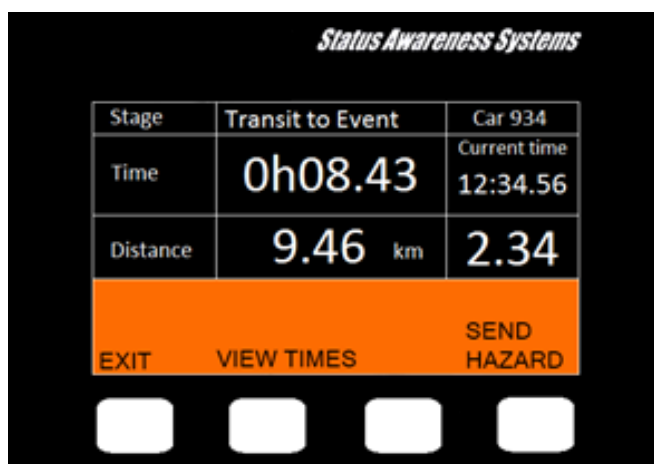 Status Awareness Systems
Stage Transit to Event Car 934
Time 0h08.43 Current time
12:34.56
Distance 9.46 km 2.34
EXIT VIEW TIMES SEND
HAZARD